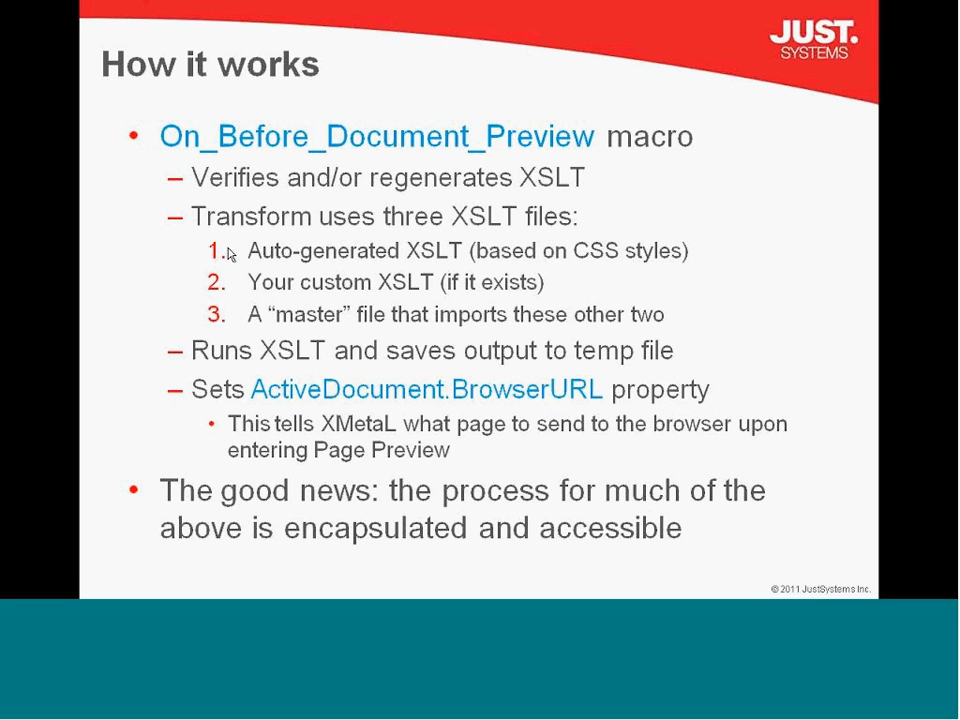 JUST.
SYSTEMS
How it works
• On_Before_Document_Preview macro
– Verifies and/or regenerates XSLT
– Transform uses three XSLT files:
1. Auto-generated XSLT (based on CSS styles)
2. Your custom XSLT (if it exists)
3. A “master” file that imports these other two
– Runs XSLT and saves output to temp file
– Sets ActiveDocument.BrowserURL property
• This tells XMetaL what page to send to the browser upon
entering Page Preview
• The good news: the process for much of the
above is encapsulated and accessible
© 2011 JustSystems Inc.